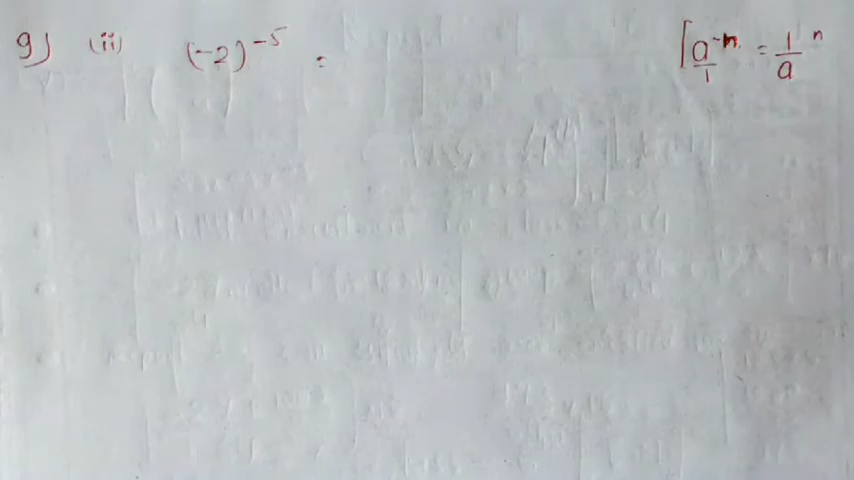 9) (ii) (-2)^-5 = [a^-n/1 = 1/a^n